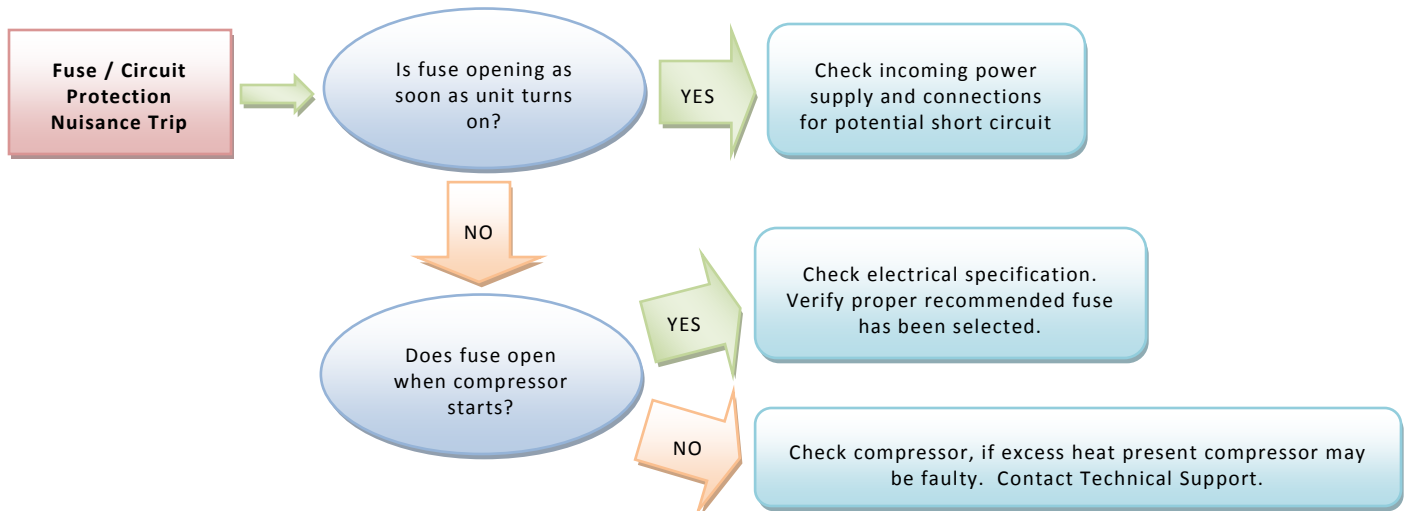 Fuse / Circuit
Protection
Nuisance Trip
Is fuse opening as
soon as unit turns
on?
YES
Check incoming power
supply and connections
for potential short circuit
NO
Does fuse open
when compressor
starts?
YES
Check electrical specification.
Verify proper recommended fuse
has been selected.
NO
Check compressor, if excess heat present compressor may
be faulty.  Contact Technical Support.